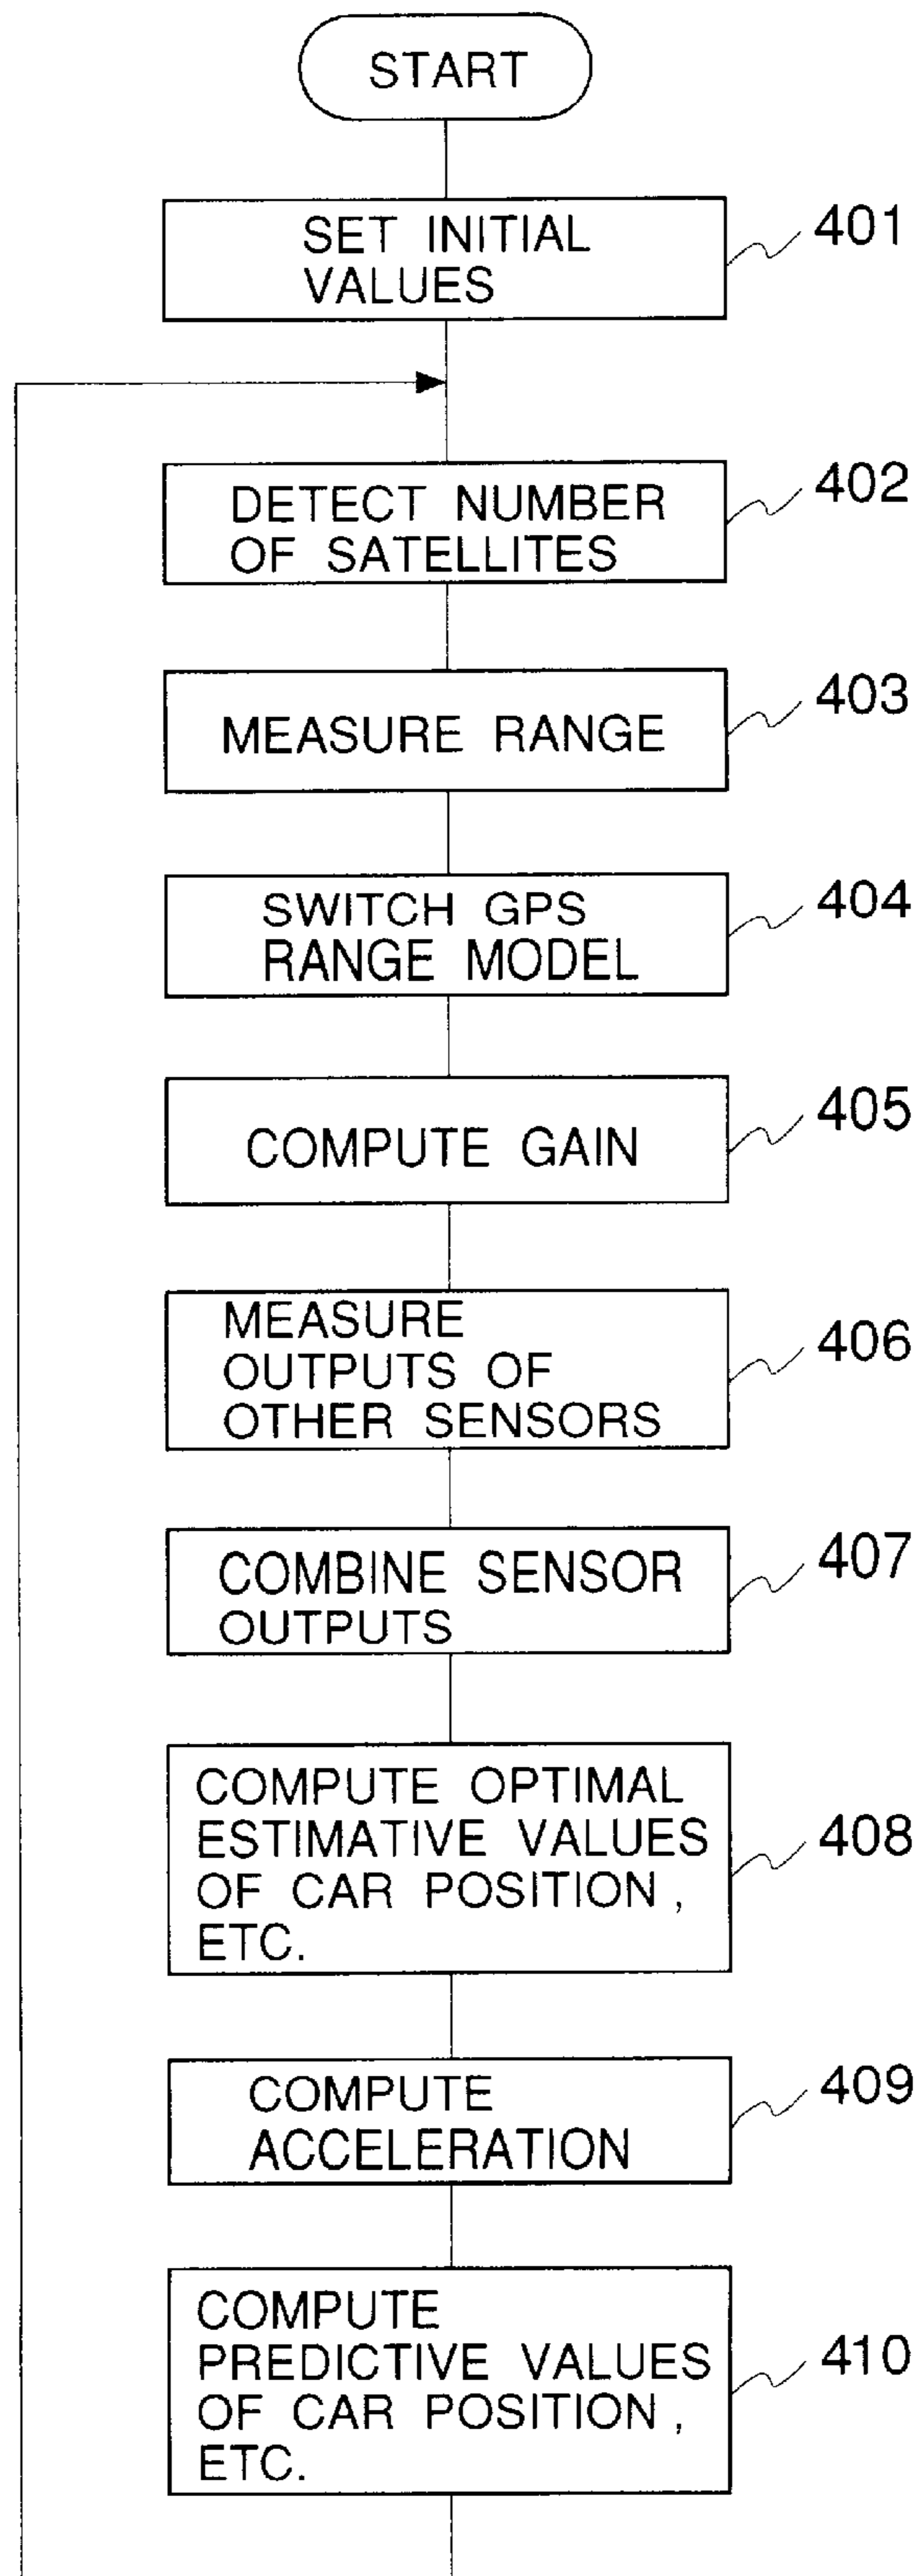 START
SET INITIAL
VALUES
401
DETECT NUMBER
OF SATELLITES
402
MEASURE RANGE
403
SWITCH GPS
RANGE MODEL
404
COMPUTE GAIN
405
MEASURE
OUTPUTS OF
OTHER SENSORS
406
COMBINE SENSOR
OUTPUTS
407
COMPUTE OPTIMAL
ESTIMATIVE VALUES
OF CAR POSITION,
ETC.
408
COMPUTE
ACCELERATION
409
COMPUTE
PREDICTIVE VALUES
OF CAR POSITION,
ETC.
410